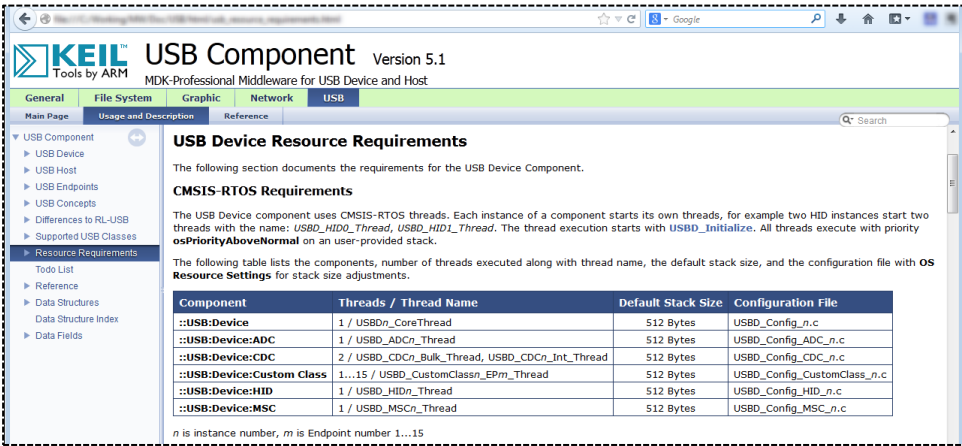 Google
KEIL™
Tools by ARM
USB Component Version 5.1
MDK-Professional Middleware for USB Device and Host
General File System Graphic Network USB
Main Page Usage and Description Reference
Search
USB Component
USB Device
USB Host
USB Endpoints
USB Concepts
Differences to RL-USB
Supported USB Classes
Resource Requirements
Todo List
Reference
Data Structures
Data Structure Index
Data Fields
USB Device Resource Requirements
The following section documents the requirements for the USB Device Component.
CMSIS-RTOS Requirements
The USB Device component uses CMSIS-RTOS threads. Each instance of a component starts its own threads, for example two HID instances start two
threads with the name: USBD_HID0_Thread, USBD_HID1_Thread. The thread execution starts with USBD_Initialize. All threads execute with priority
osPriorityAboveNormal on an user-provided stack.
The following table lists the components, number of threads executed along with thread name, the default stack size, and the configuration file with OS
Resource Settings for stack size adjustments.
Component Threads / Thread Name Default Stack Size Configuration File
::USB:Device 1 / USBDn_CoreThread 512 Bytes USBD_Config_n.c
::USB:Device:ADC 1 / USBD_ADCn_Thread 512 Bytes USBD_Config_ADC_n.c
::USB:Device:CDC 2 / USBD_CDCn_Bulk_Thread, USBD_CDCn_Int_Thread 512 Bytes USBD_Config_CDC_n.c
::USB:Device:Custom Class 1...15 / USBD_CustomClassn_EPm_Thread 512 Bytes USBD_Config_CustomClass_n.c
::USB:Device:HID 1 / USBD_HIDn_Thread 512 Bytes USBD_Config_HID_n.c
::USB:Device:MSC 1 / USBD_MSCn_Thread 512 Bytes USBD_Config_MSC_n.c
n is instance number, m is Endpoint number 1...15